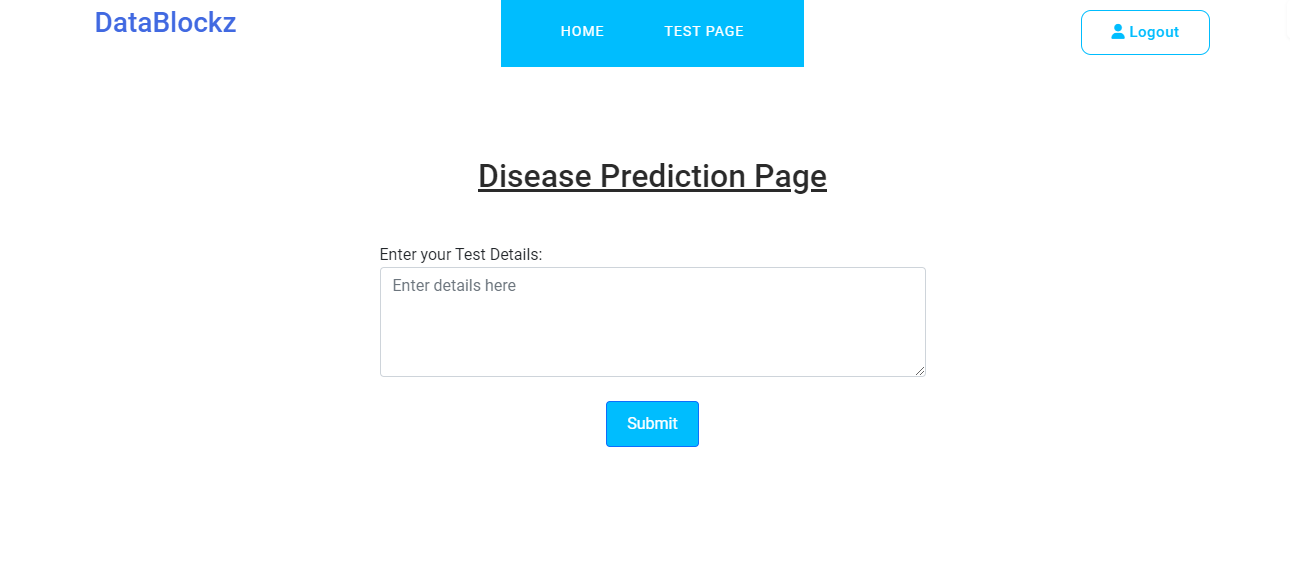 DataBlockz
HOME TEST PAGE
Logout
Disease Prediction Page
Enter your Test Details:
Enter details here
Submit